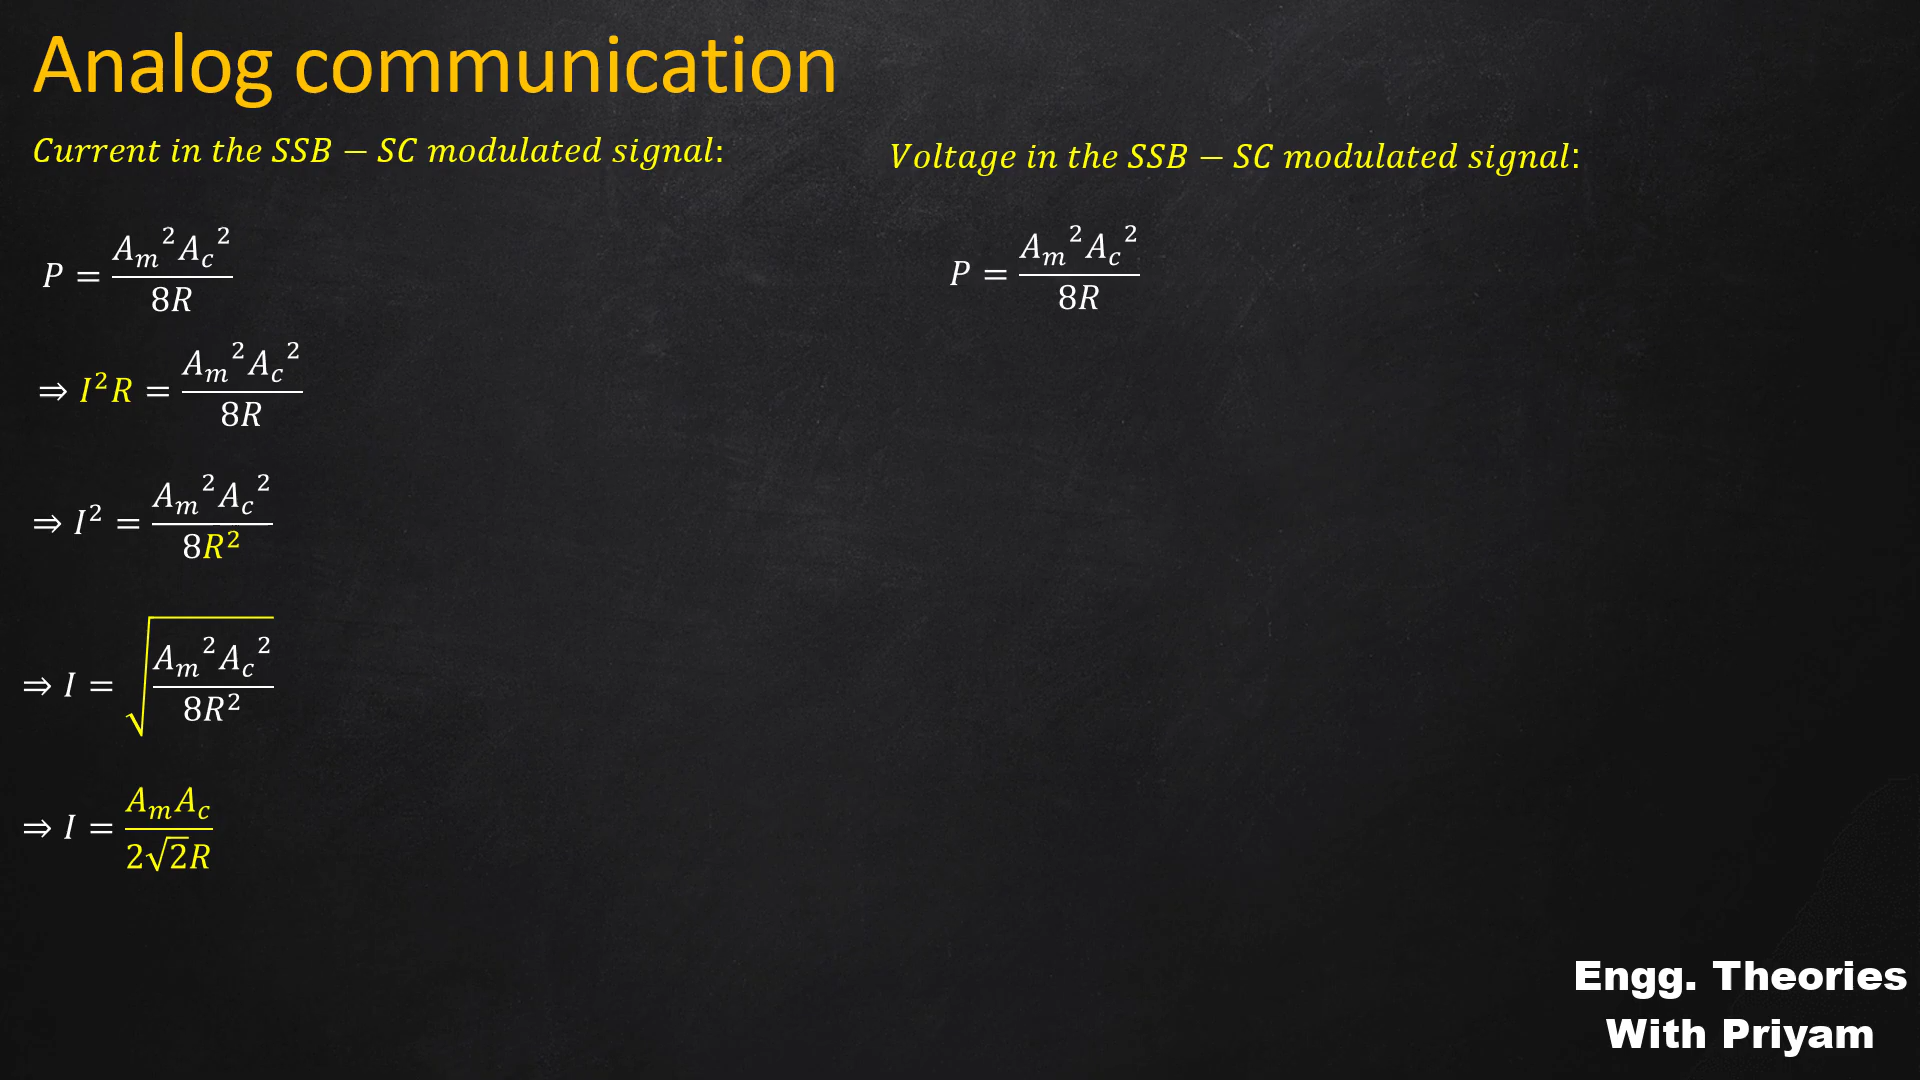 Analog communication
Current in the SSB − SC modulated signal:
P = A_m^2 A_c^2 / 8R
⇒ I^2 R = A_m^2 A_c^2 / 8R
⇒ I^2 = A_m^2 A_c^2 / 8R^2
⇒ I = √(A_m^2 A_c^2 / 8R^2)
⇒ I = A_m A_c / 2√2R
Voltage in the SSB − SC modulated signal:
P = A_m^2 A_c^2 / 8R
Engg. Theories
With Priyam